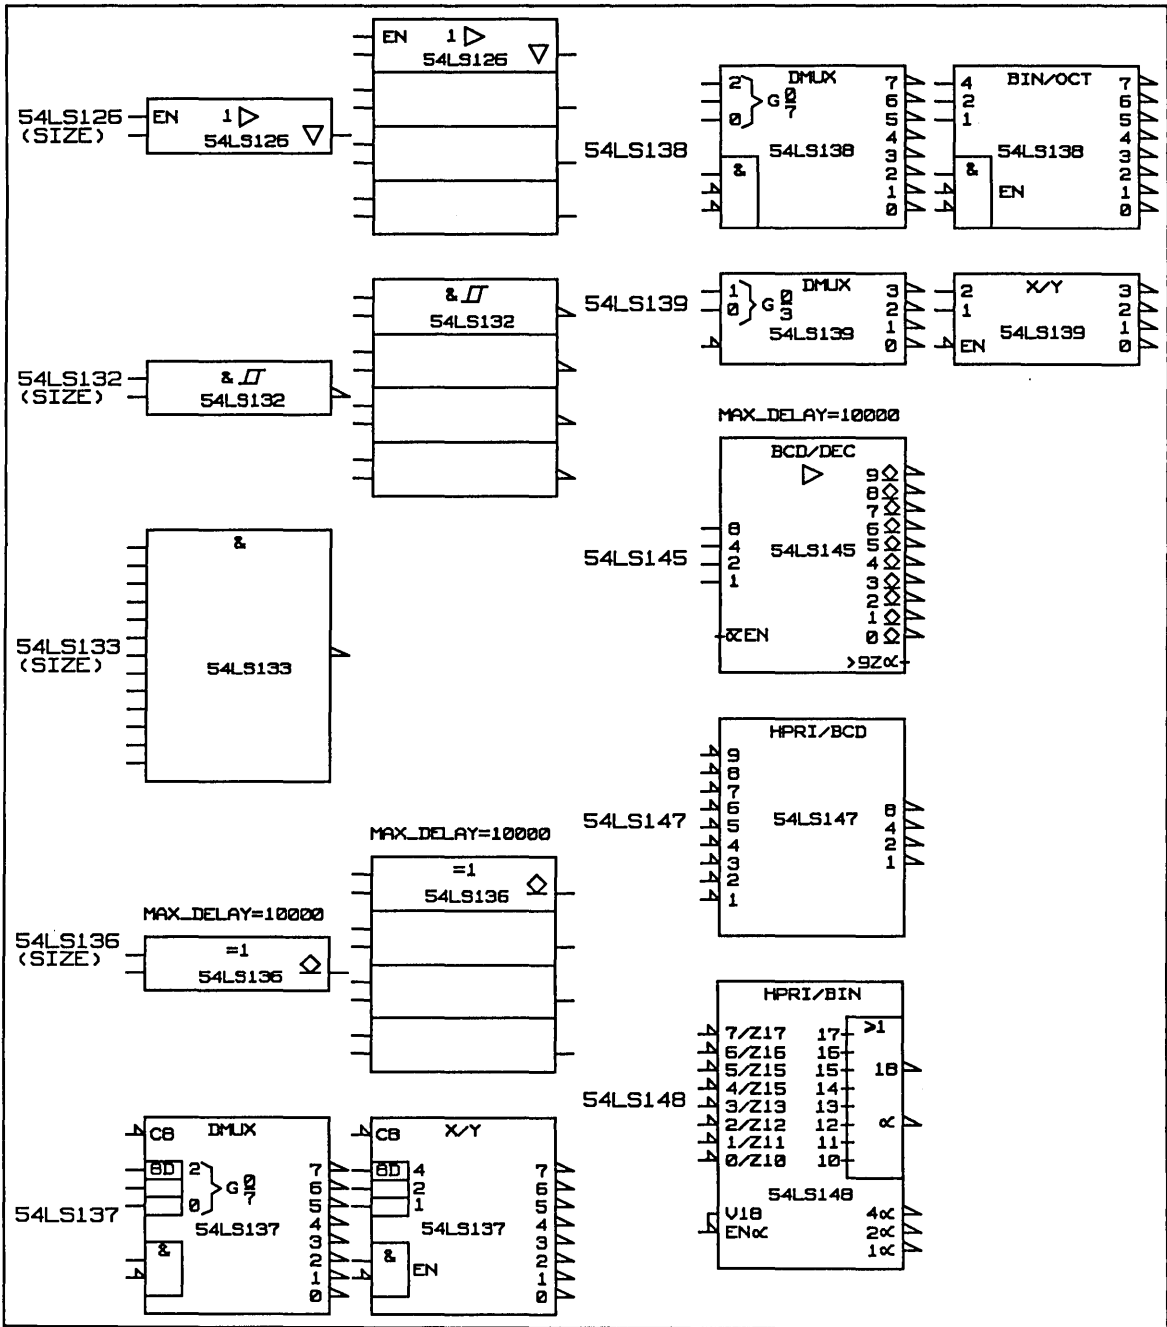 54LS126
(SIZE)
EN 1
54LS126
EN 1
54LS126
54LS132
(SIZE)
&
54LS132
&
54LS132
54LS133
(SIZE)
&
54LS133
54LS136
(SIZE)
MAX_DELAY=10000
=1
54LS136
MAX_DELAY=10000
=1
54LS136
54LS137
C8 DMUX
8D 2 7
G 0/7 6
0 5
54LS137 4
3
& 2
1
0
C8 X/Y
8D 4 7
2 6
1 5
54LS137 4
3
& 2
EN 1
0
54LS138
DMUX
2 7
G 0/7 6
0 5
4
54LS138 3
& 2
1
0
BIN/OCT
4 7
2 6
1 5
4
54LS138 3
& 2
EN 1
0
54LS139
DMUX
1 3
0 G 0/3 2
54LS139 1
0
X/Y
2 3
1 2
54LS139 1
EN 0
54LS145
MAX_DELAY=10000
BCD/DEC
9
8
7
8 6
4 54LS145 5
2 4
1 3
2
1
αEN 0
>9Zα
54LS147
HPRI/BCD
9
8
7
6 8
5 54LS147 4
4 2
3 1
2
1
54LS148
HPRI/BIN
7/Z17 17 ≥1
6/Z16 16
5/Z15 15 18
4/Z15 14
3/Z13 13
2/Z12 12 α
1/Z11 11
0/Z10 10
54LS148
V18 4α
ENα 2α
1α